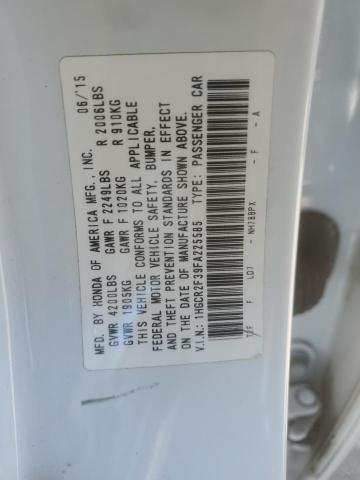 MFD. BY HONDA OF AMERICA MFG., INC. 06/15
GVWR 4200LBS GAWR F 2249LBS R 2006LBS
GVWR 1905KG GAWR F 1020KG R 910KG
THIS VEHICLE CONFORMS TO ALL APPLICABLE
FEDERAL MOTOR VEHICLE SAFETY, BUMPER,
AND THEFT PREVENTION STANDARDS IN EFFECT
ON THE DATE OF MANUFACTURE SHOWN ABOVE.
V.I.N.: 1HGCR2F39FA225585 TYPE: PASSENGER CAR
F NH788PX - F - A